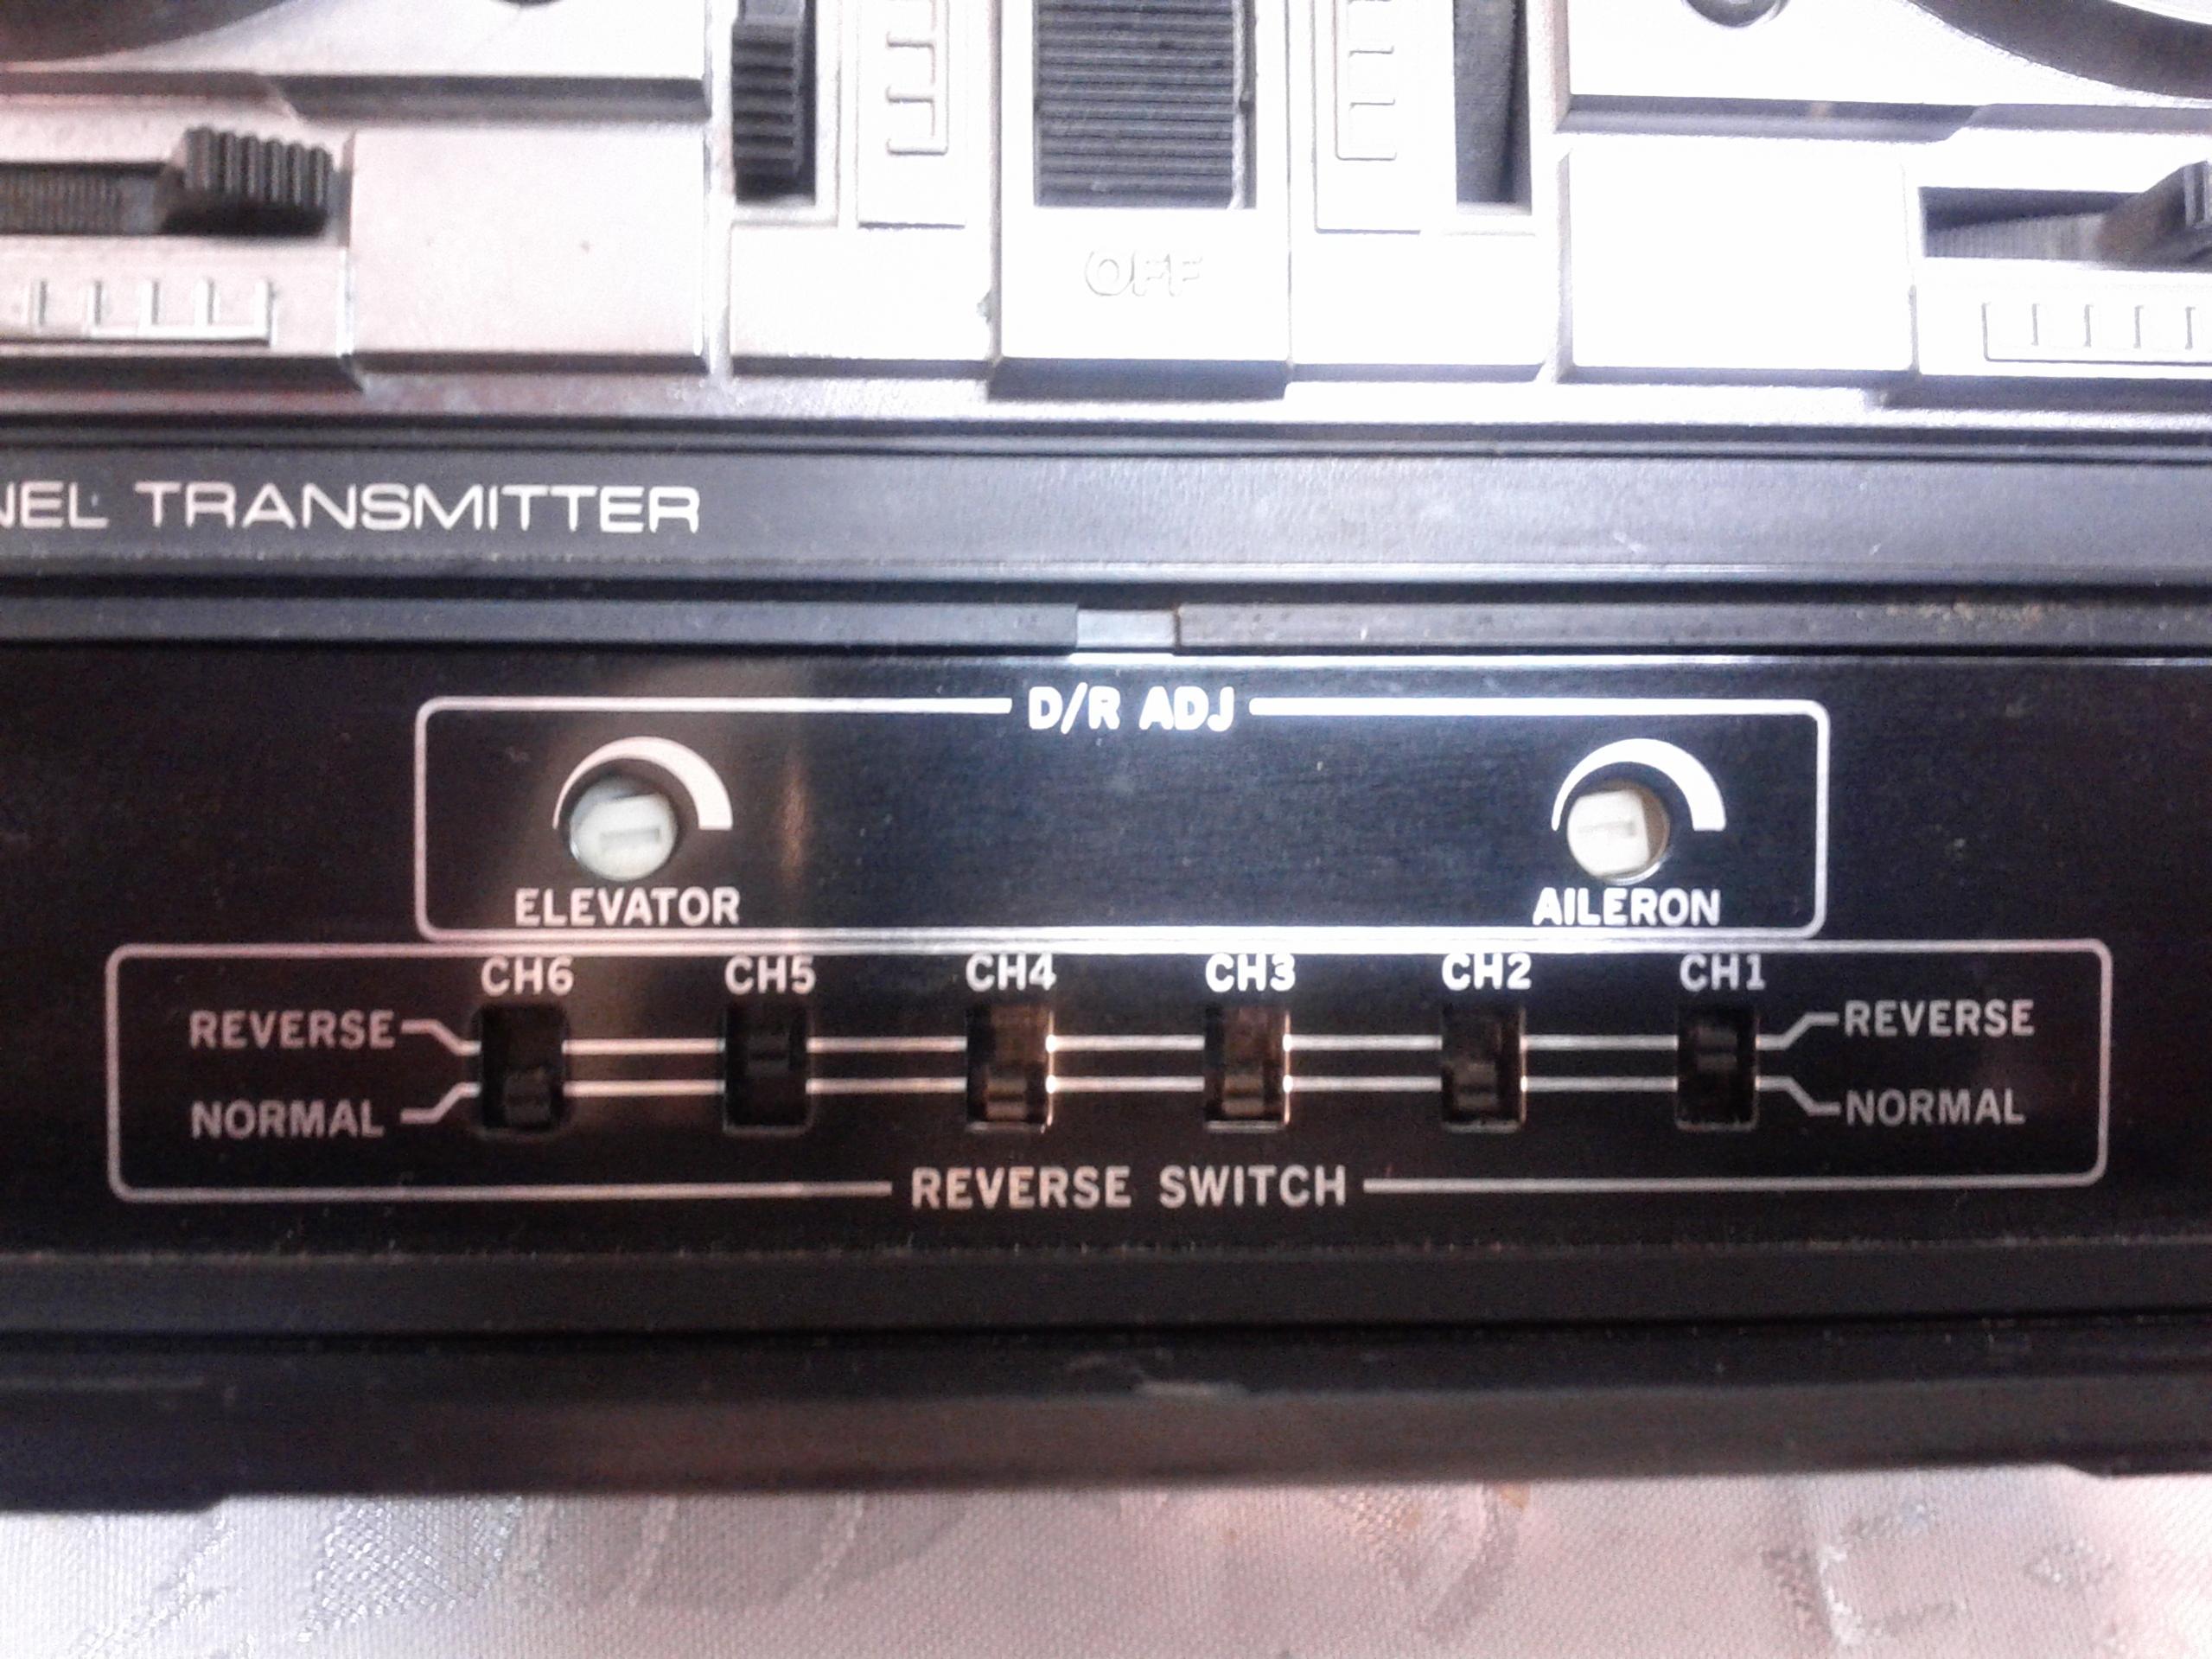 OFF
NEL TRANSMITTER
D/R ADJ
ELEVATOR AILERON
CH6 CH5 CH4 CH3 CH2 CH1
REVERSE REVERSE
NORMAL NORMAL
REVERSE SWITCH